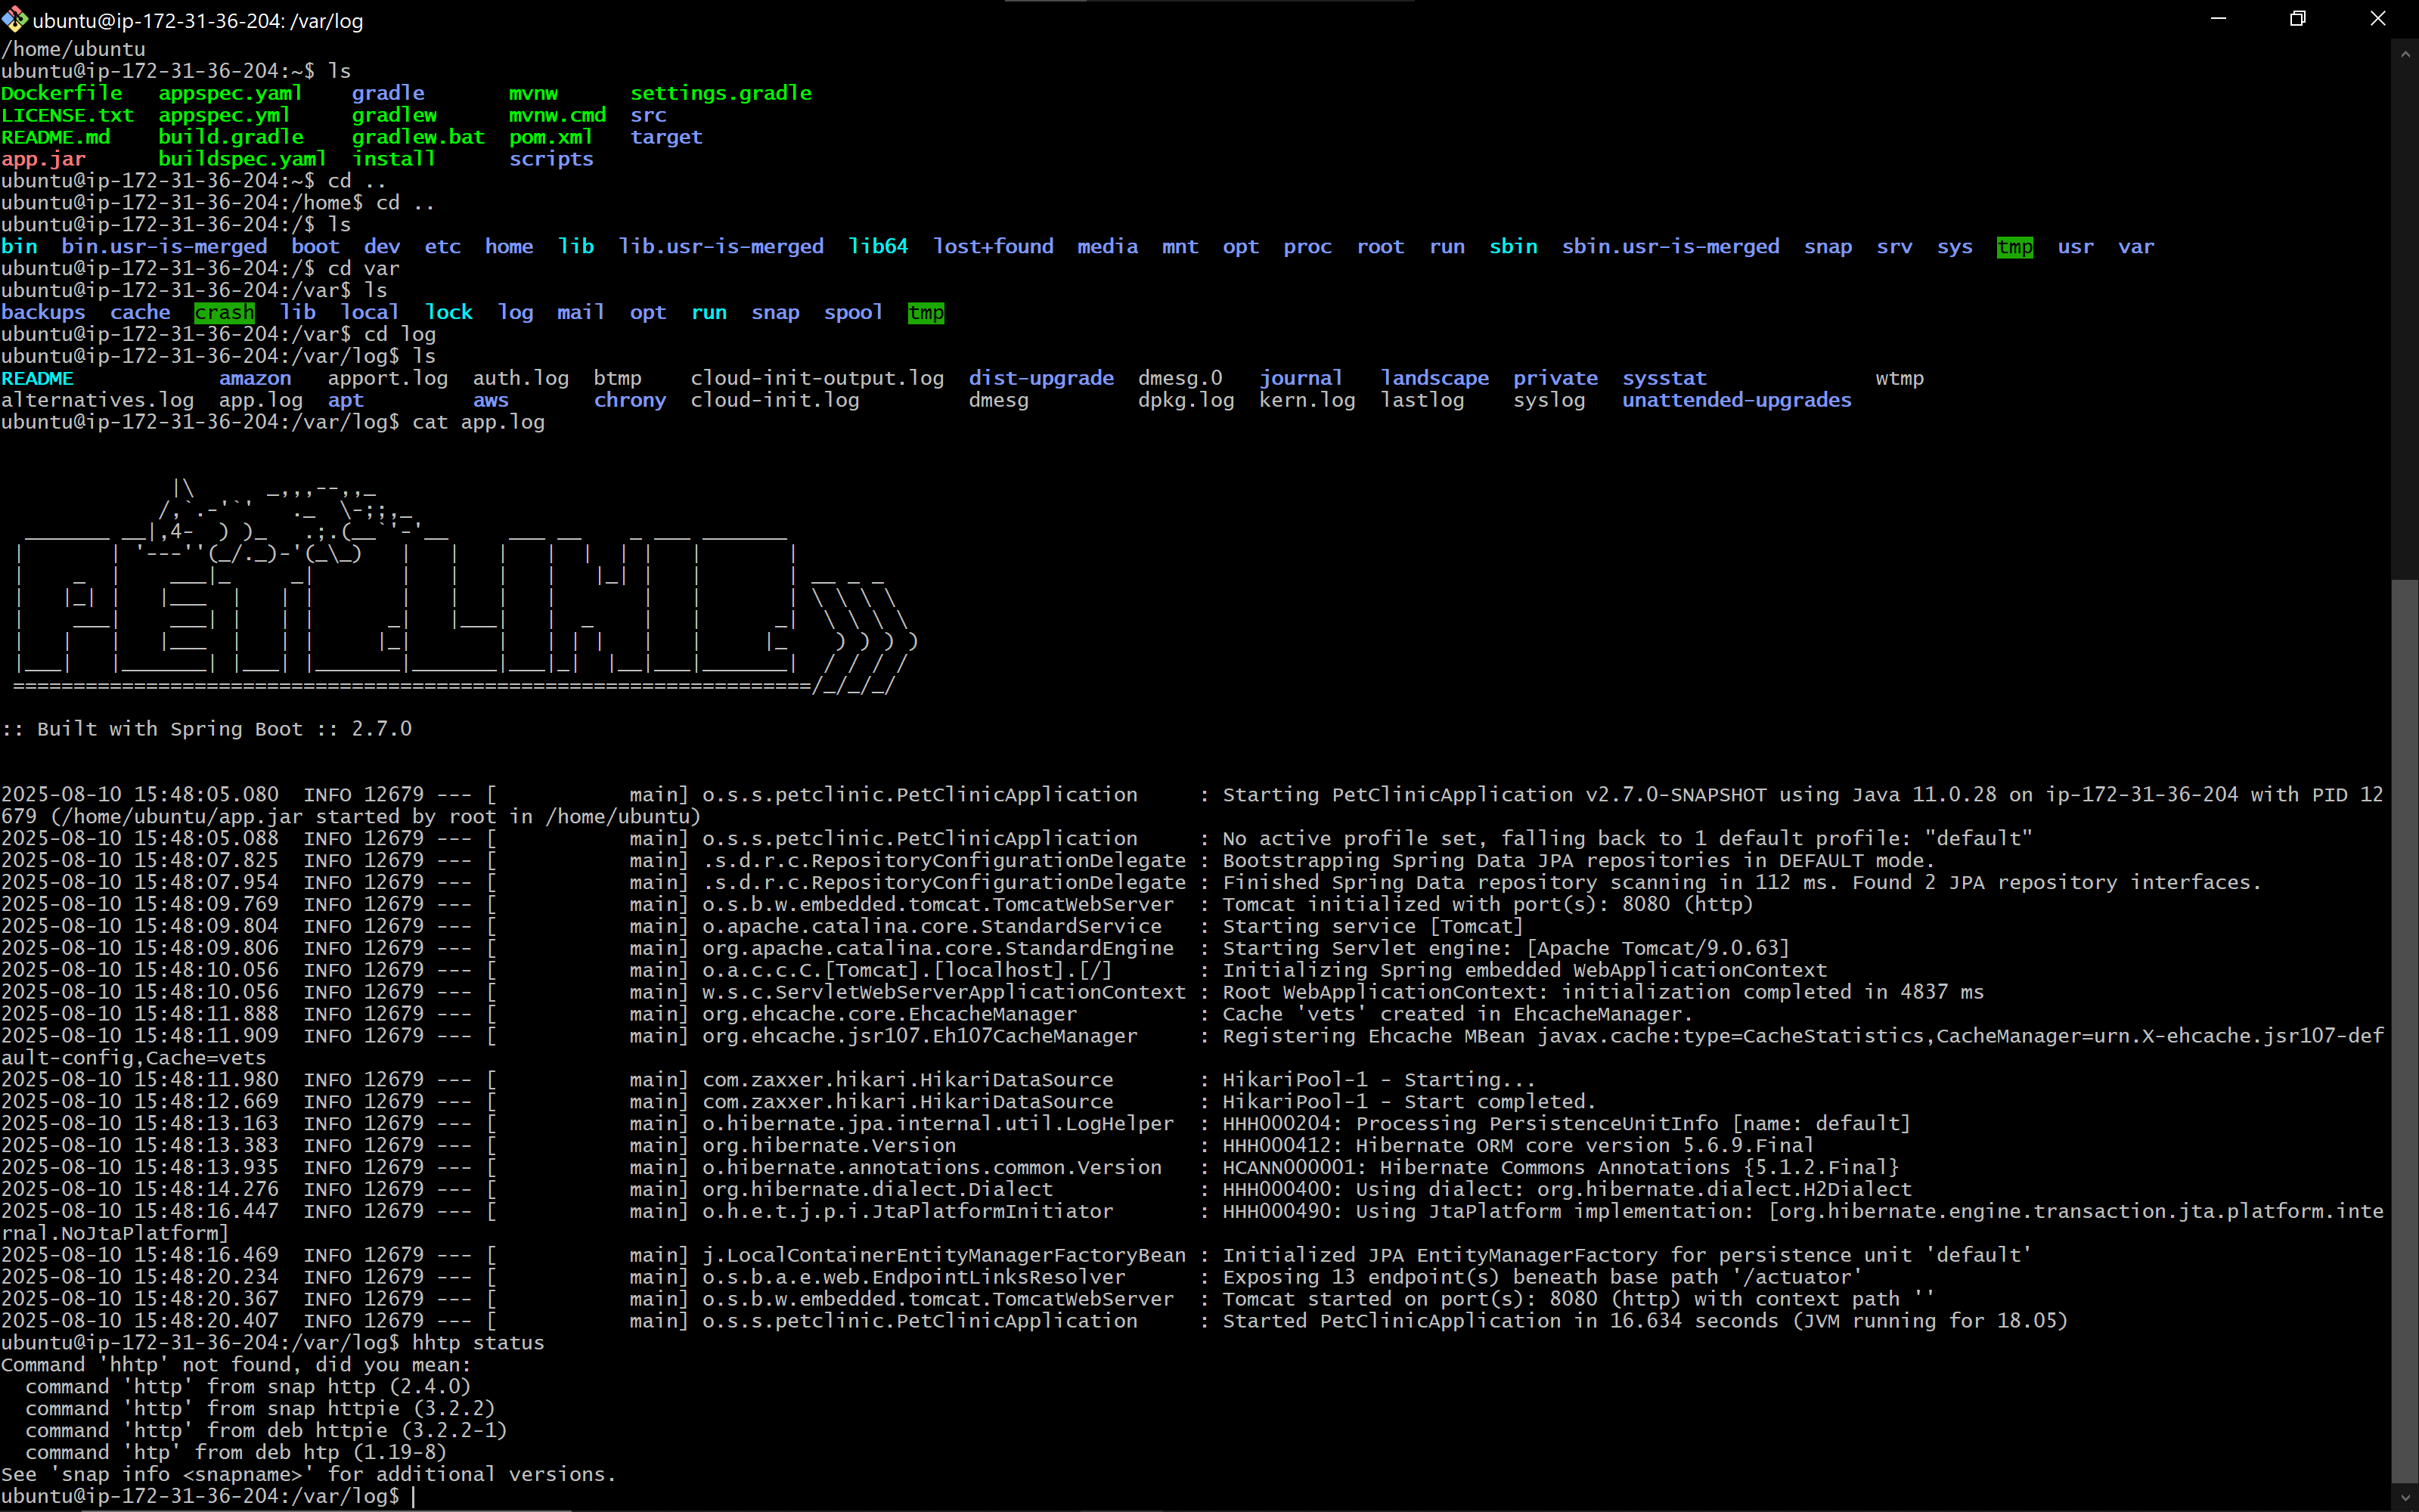 ubuntu@ip-172-31-36-204: /var/log
/home/ubuntu
ubuntu@ip-172-31-36-204:~$ ls
Dockerfile   appspec.yaml    gradle       mvnw      settings.gradle
LICENSE.txt  appspec.yml     gradlew      mvnw.cmd  src
README.md    build.gradle    gradlew.bat  pom.xml   target
app.jar      buildspec.yaml  install      scripts
ubuntu@ip-172-31-36-204:~$ cd ..
ubuntu@ip-172-31-36-204:/home$ cd ..
ubuntu@ip-172-31-36-204:/$ ls
bin  bin.usr-is-merged  boot  dev  etc  home  lib  lib.usr-is-merged  lib64  lost+found  media  mnt  opt  proc  root  run  sbin  sbin.usr-is-merged  snap  srv  sys  tmp  usr  var
ubuntu@ip-172-31-36-204:/$ cd var
ubuntu@ip-172-31-36-204:/var$ ls
backups  cache  crash  lib  local  lock  log  mail  opt  run  snap  spool  tmp
ubuntu@ip-172-31-36-204:/var$ cd log
ubuntu@ip-172-31-36-204:/var/log$ ls
README            amazon   apport.log  auth.log  btmp    cloud-init-output.log  dist-upgrade  dmesg.0   journal   landscape  private  sysstat              wtmp
alternatives.log  app.log  apt         aws       chrony  cloud-init.log         dmesg         dpkg.log  kern.log  lastlog    syslog   unattended-upgrades
ubuntu@ip-172-31-36-204:/var/log$ cat app.log
PETCLINIC
:: Built with Spring Boot :: 2.7.0
2025-08-10 15:48:05.080  INFO 12679 --- [           main] o.s.s.petclinic.PetClinicApplication     : Starting PetClinicApplication v2.7.0-SNAPSHOT using Java 11.0.28 on ip-172-31-36-204 with PID 12
679 (/home/ubuntu/app.jar started by root in /home/ubuntu)
2025-08-10 15:48:05.088  INFO 12679 --- [           main] o.s.s.petclinic.PetClinicApplication     : No active profile set, falling back to 1 default profile: "default"
2025-08-10 15:48:07.825  INFO 12679 --- [           main] .s.d.r.c.RepositoryConfigurationDelegate : Bootstrapping Spring Data JPA repositories in DEFAULT mode.
2025-08-10 15:48:07.954  INFO 12679 --- [           main] .s.d.r.c.RepositoryConfigurationDelegate : Finished Spring Data repository scanning in 112 ms. Found 2 JPA repository interfaces.
2025-08-10 15:48:09.769  INFO 12679 --- [           main] o.s.b.w.embedded.tomcat.TomcatWebServer  : Tomcat initialized with port(s): 8080 (http)
2025-08-10 15:48:09.804  INFO 12679 --- [           main] o.apache.catalina.core.StandardService   : Starting service [Tomcat]
2025-08-10 15:48:09.806  INFO 12679 --- [           main] org.apache.catalina.core.StandardEngine  : Starting Servlet engine: [Apache Tomcat/9.0.63]
2025-08-10 15:48:10.056  INFO 12679 --- [           main] o.a.c.c.C.[Tomcat].[localhost].[/]       : Initializing Spring embedded WebApplicationContext
2025-08-10 15:48:10.056  INFO 12679 --- [           main] w.s.c.ServletWebServerApplicationContext : Root WebApplicationContext: initialization completed in 4837 ms
2025-08-10 15:48:11.888  INFO 12679 --- [           main] org.ehcache.core.EhcacheManager          : Cache 'vets' created in EhcacheManager.
2025-08-10 15:48:11.909  INFO 12679 --- [           main] org.ehcache.jsr107.Eh107CacheManager     : Registering Ehcache MBean javax.cache:type=CacheStatistics,CacheManager=urn.X-ehcache.jsr107-def
ault-config,Cache=vets
2025-08-10 15:48:11.980  INFO 12679 --- [           main] com.zaxxer.hikari.HikariDataSource       : HikariPool-1 - Starting...
2025-08-10 15:48:12.669  INFO 12679 --- [           main] com.zaxxer.hikari.HikariDataSource       : HikariPool-1 - Start completed.
2025-08-10 15:48:13.163  INFO 12679 --- [           main] o.hibernate.jpa.internal.util.LogHelper  : HHH000204: Processing PersistenceUnitInfo [name: default]
2025-08-10 15:48:13.383  INFO 12679 --- [           main] org.hibernate.Version                    : HHH000412: Hibernate ORM core version 5.6.9.Final
2025-08-10 15:48:13.935  INFO 12679 --- [           main] o.hibernate.annotations.common.Version   : HCANN000001: Hibernate Commons Annotations {5.1.2.Final}
2025-08-10 15:48:14.276  INFO 12679 --- [           main] org.hibernate.dialect.Dialect            : HHH000400: Using dialect: org.hibernate.dialect.H2Dialect
2025-08-10 15:48:16.447  INFO 12679 --- [           main] o.h.e.t.j.p.i.JtaPlatformInitiator       : HHH000490: Using JtaPlatform implementation: [org.hibernate.engine.transaction.jta.platform.inte
rnal.NoJtaPlatform]
2025-08-10 15:48:16.469  INFO 12679 --- [           main] j.LocalContainerEntityManagerFactoryBean : Initialized JPA EntityManagerFactory for persistence unit 'default'
2025-08-10 15:48:20.234  INFO 12679 --- [           main] o.s.b.a.e.web.EndpointLinksResolver      : Exposing 13 endpoint(s) beneath base path '/actuator'
2025-08-10 15:48:20.367  INFO 12679 --- [           main] o.s.b.w.embedded.tomcat.TomcatWebServer  : Tomcat started on port(s): 8080 (http) with context path ''
2025-08-10 15:48:20.407  INFO 12679 --- [           main] o.s.s.petclinic.PetClinicApplication     : Started PetClinicApplication in 16.634 seconds (JVM running for 18.05)
ubuntu@ip-172-31-36-204:/var/log$ hhtp status
Command 'hhtp' not found, did you mean:
  command 'http' from snap http (2.4.0)
  command 'http' from snap httpie (3.2.2)
  command 'http' from deb httpie (3.2.2-1)
  command 'htp' from deb htp (1.19-8)
See 'snap info <snapname>' for additional versions.
ubuntu@ip-172-31-36-204:/var/log$